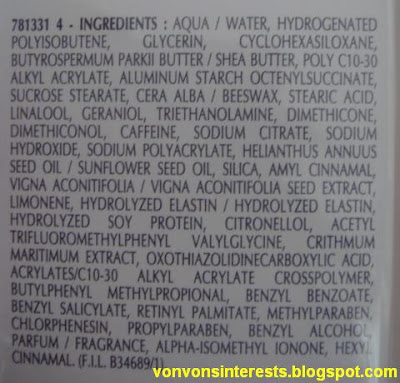 781331 4 - INGREDIENTS : AQUA / WATER, HYDROGENATED
POLYISOBUTENE, GLYCERIN, CYCLOHEXASILOXANE,
BUTYROSPERMUM PARKII BUTTER / SHEA BUTTER, POLY C10-30
ALKYL ACRYLATE, ALUMINUM STARCH OCTENYLSUCCINATE,
SUCROSE STEARATE, CERA ALBA / BEESWAX, STEARIC ACID,
LINALOOL, GERANIOL, TRIETHANOLAMINE, DIMETHICONE,
DIMETHICONOL, CAFFEINE, SODIUM CITRATE, SODIUM
HYDROXIDE, SODIUM POLYACRYLATE, HELIANTHUS ANNUUS
SEED OIL / SUNFLOWER SEED OIL, SILICA, AMYL CINNAMAL,
VIGNA ACONITIFOLIA / VIGNA ACONITIFOLIA SEED EXTRACT,
LIMONENE, HYDROLYZED ELASTIN / HYDROLYZED ELASTIN,
HYDROLYZED SOY PROTEIN, CITRONELLOL, ACETYL
TRIFLUOROMETHYLPHENYL VALYLGLYCINE, CRITHMUM
MARITIMUM EXTRACT, OXOTHIAZOLIDINECARBOXYLIC ACID,
ACRYLATES/C10-30 ALKYL ACRYLATE CROSSPOLYMER,
BUTYLPHENYL METHYLPROPIONAL, BENZYL BENZOATE,
BENZYL SALICYLATE, RETINYL PALMITATE, METHYLPARABEN,
CHLORPHENESIN, PROPYLPARABEN, BENZYL ALCOHOL,
PARFUM / FRAGRANCE, ALPHA-ISOMETHYL IONONE, HEXYL
CINNAMAL. (F.I.L. B34689/1)
vonvonsinterests.blogspot.com